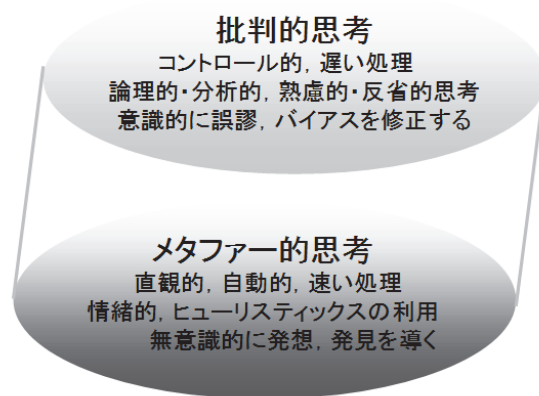 批判的思考
コントロール的, 遅い処理
論理的・分析的, 熟慮的・反省的思考
意識的に誤謬, バイアスを修正する
メタファー的思考
直観的, 自動的, 速い処理
情緒的, ヒューリスティックスの利用
無意識的に発想, 発見を導く